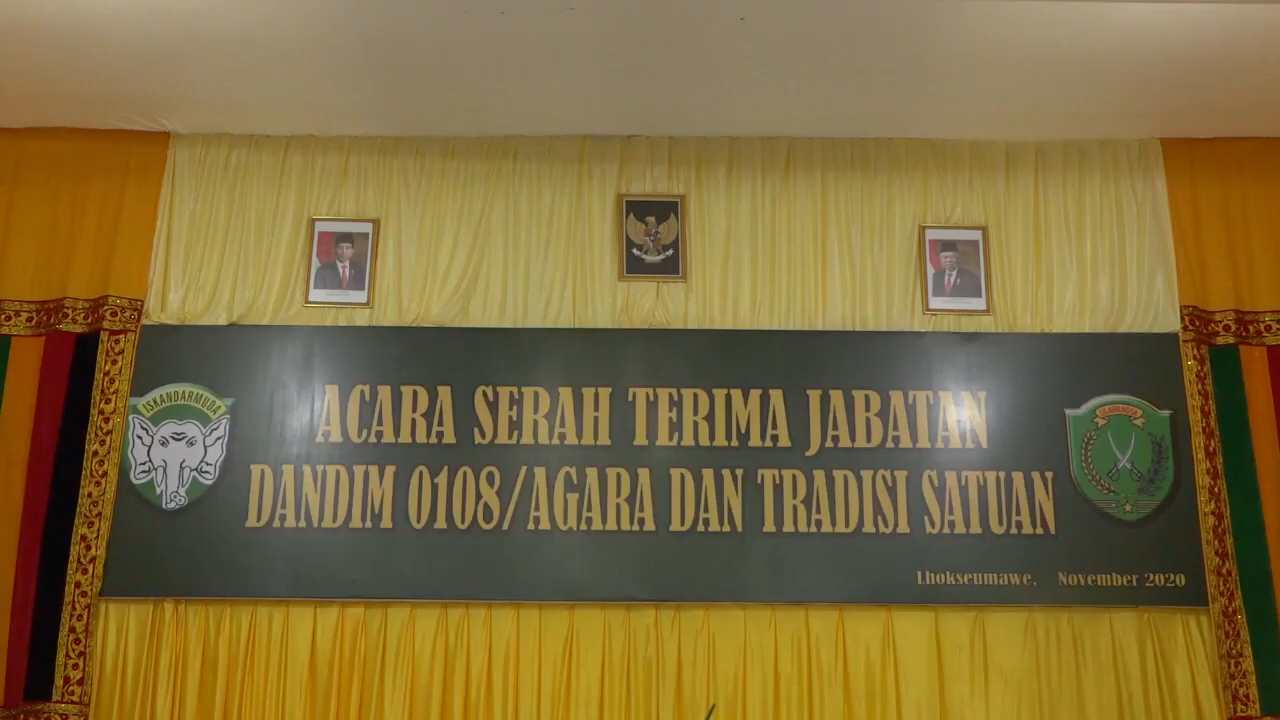 ISKANDARMUDA
ACARA SERAH TERIMA JABATAN
DANDIM 0108/AGARA DAN TRADISI SATUAN
Lhokseumawe, November 2020